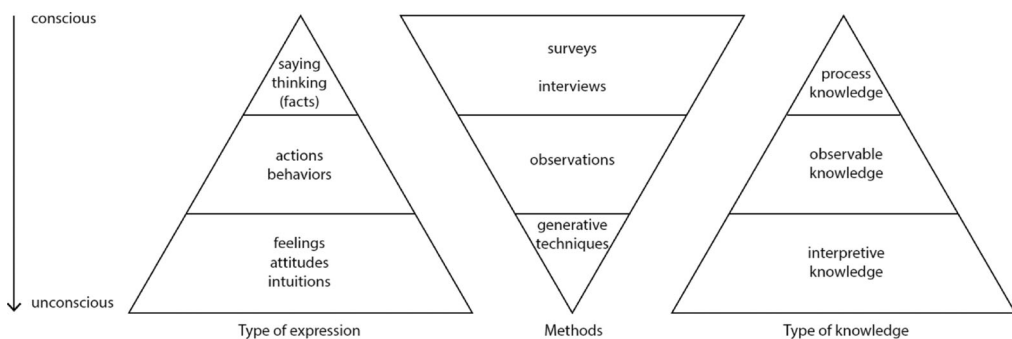 conscious
saying
thinking
(facts)
actions
behaviors
feelings
attitudes
intuitions
unconscious
Type of expression
surveys
interviews
observations
generative
techniques
Methods
process
knowledge
observable
knowledge
interpretive
knowledge
Type of knowledge